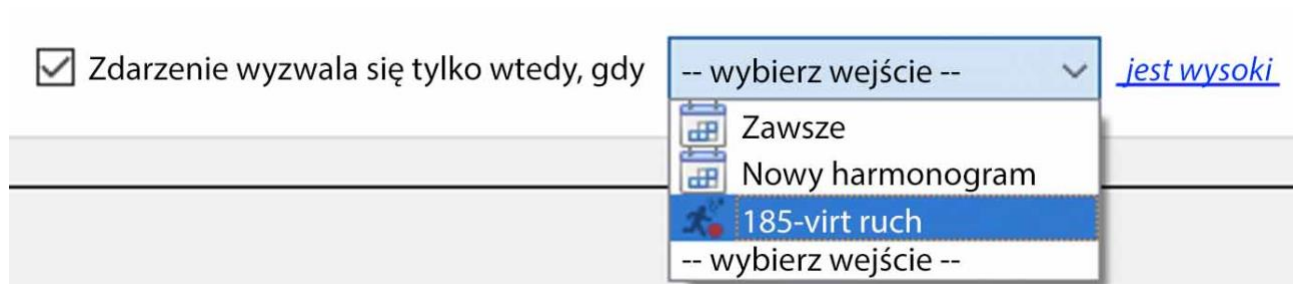 Zdarzenie wyzwala się tylko wtedy, gdy -- wybierz wejście -- jest wysoki
Zawsze
Nowy harmonogram
185-virt ruch
-- wybierz wejście --